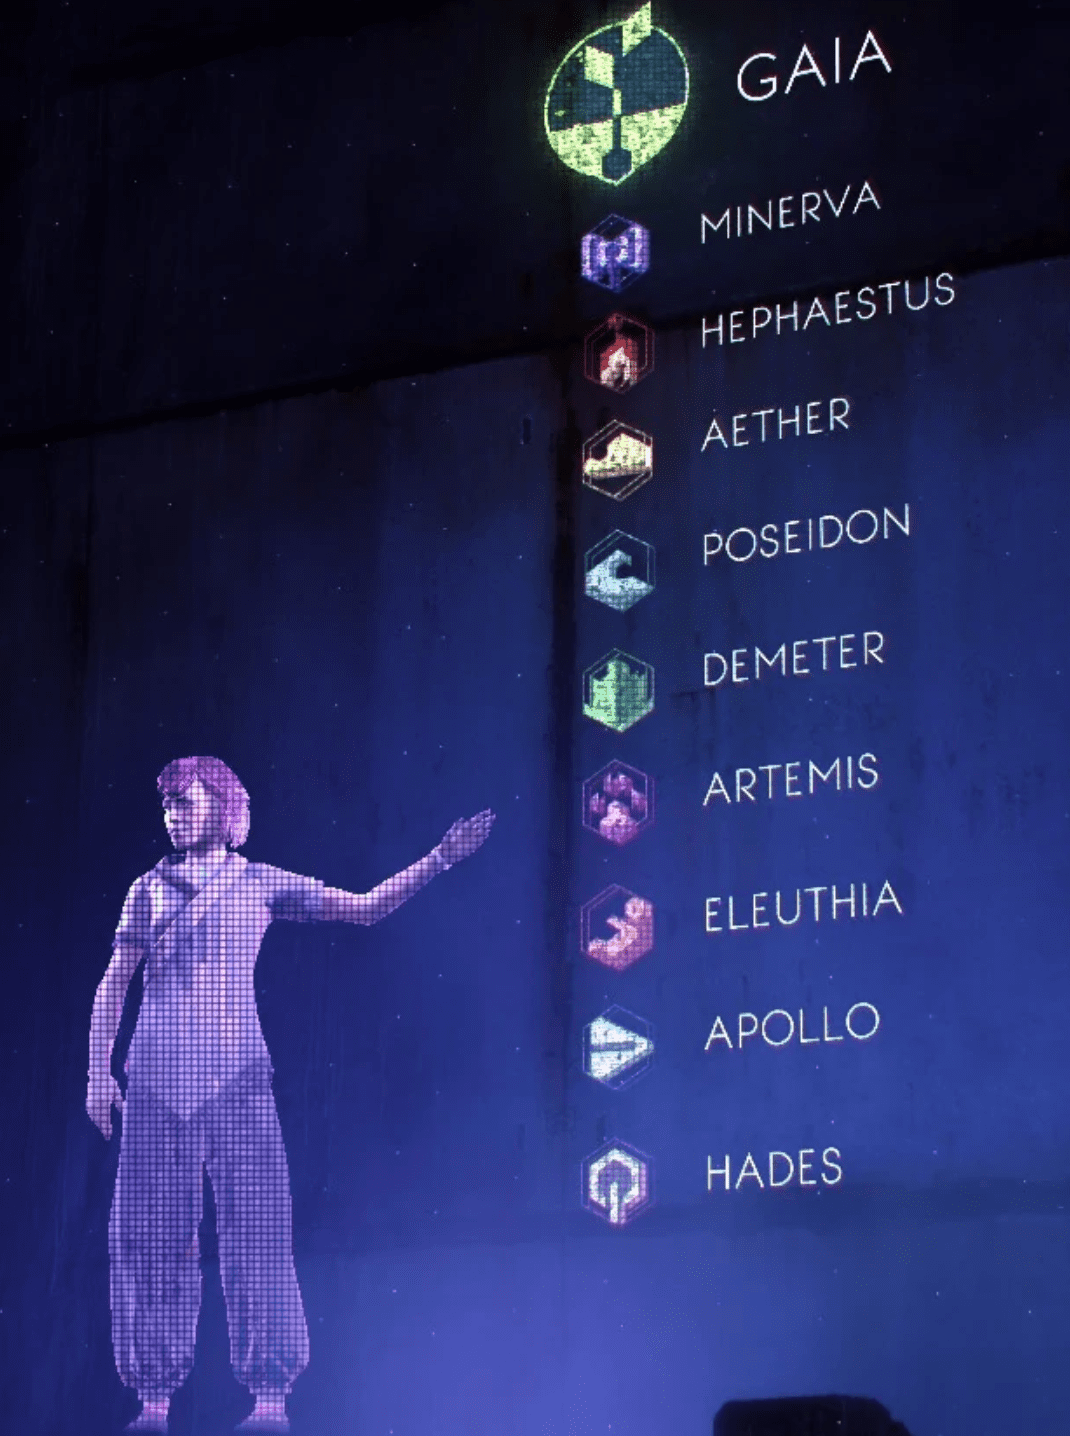 GAIA
MINERVA
HEPHAESTUS
AETHER
POSEIDON
DEMETER
ARTEMIS
ELEUTHIA
APOLLO
HADES